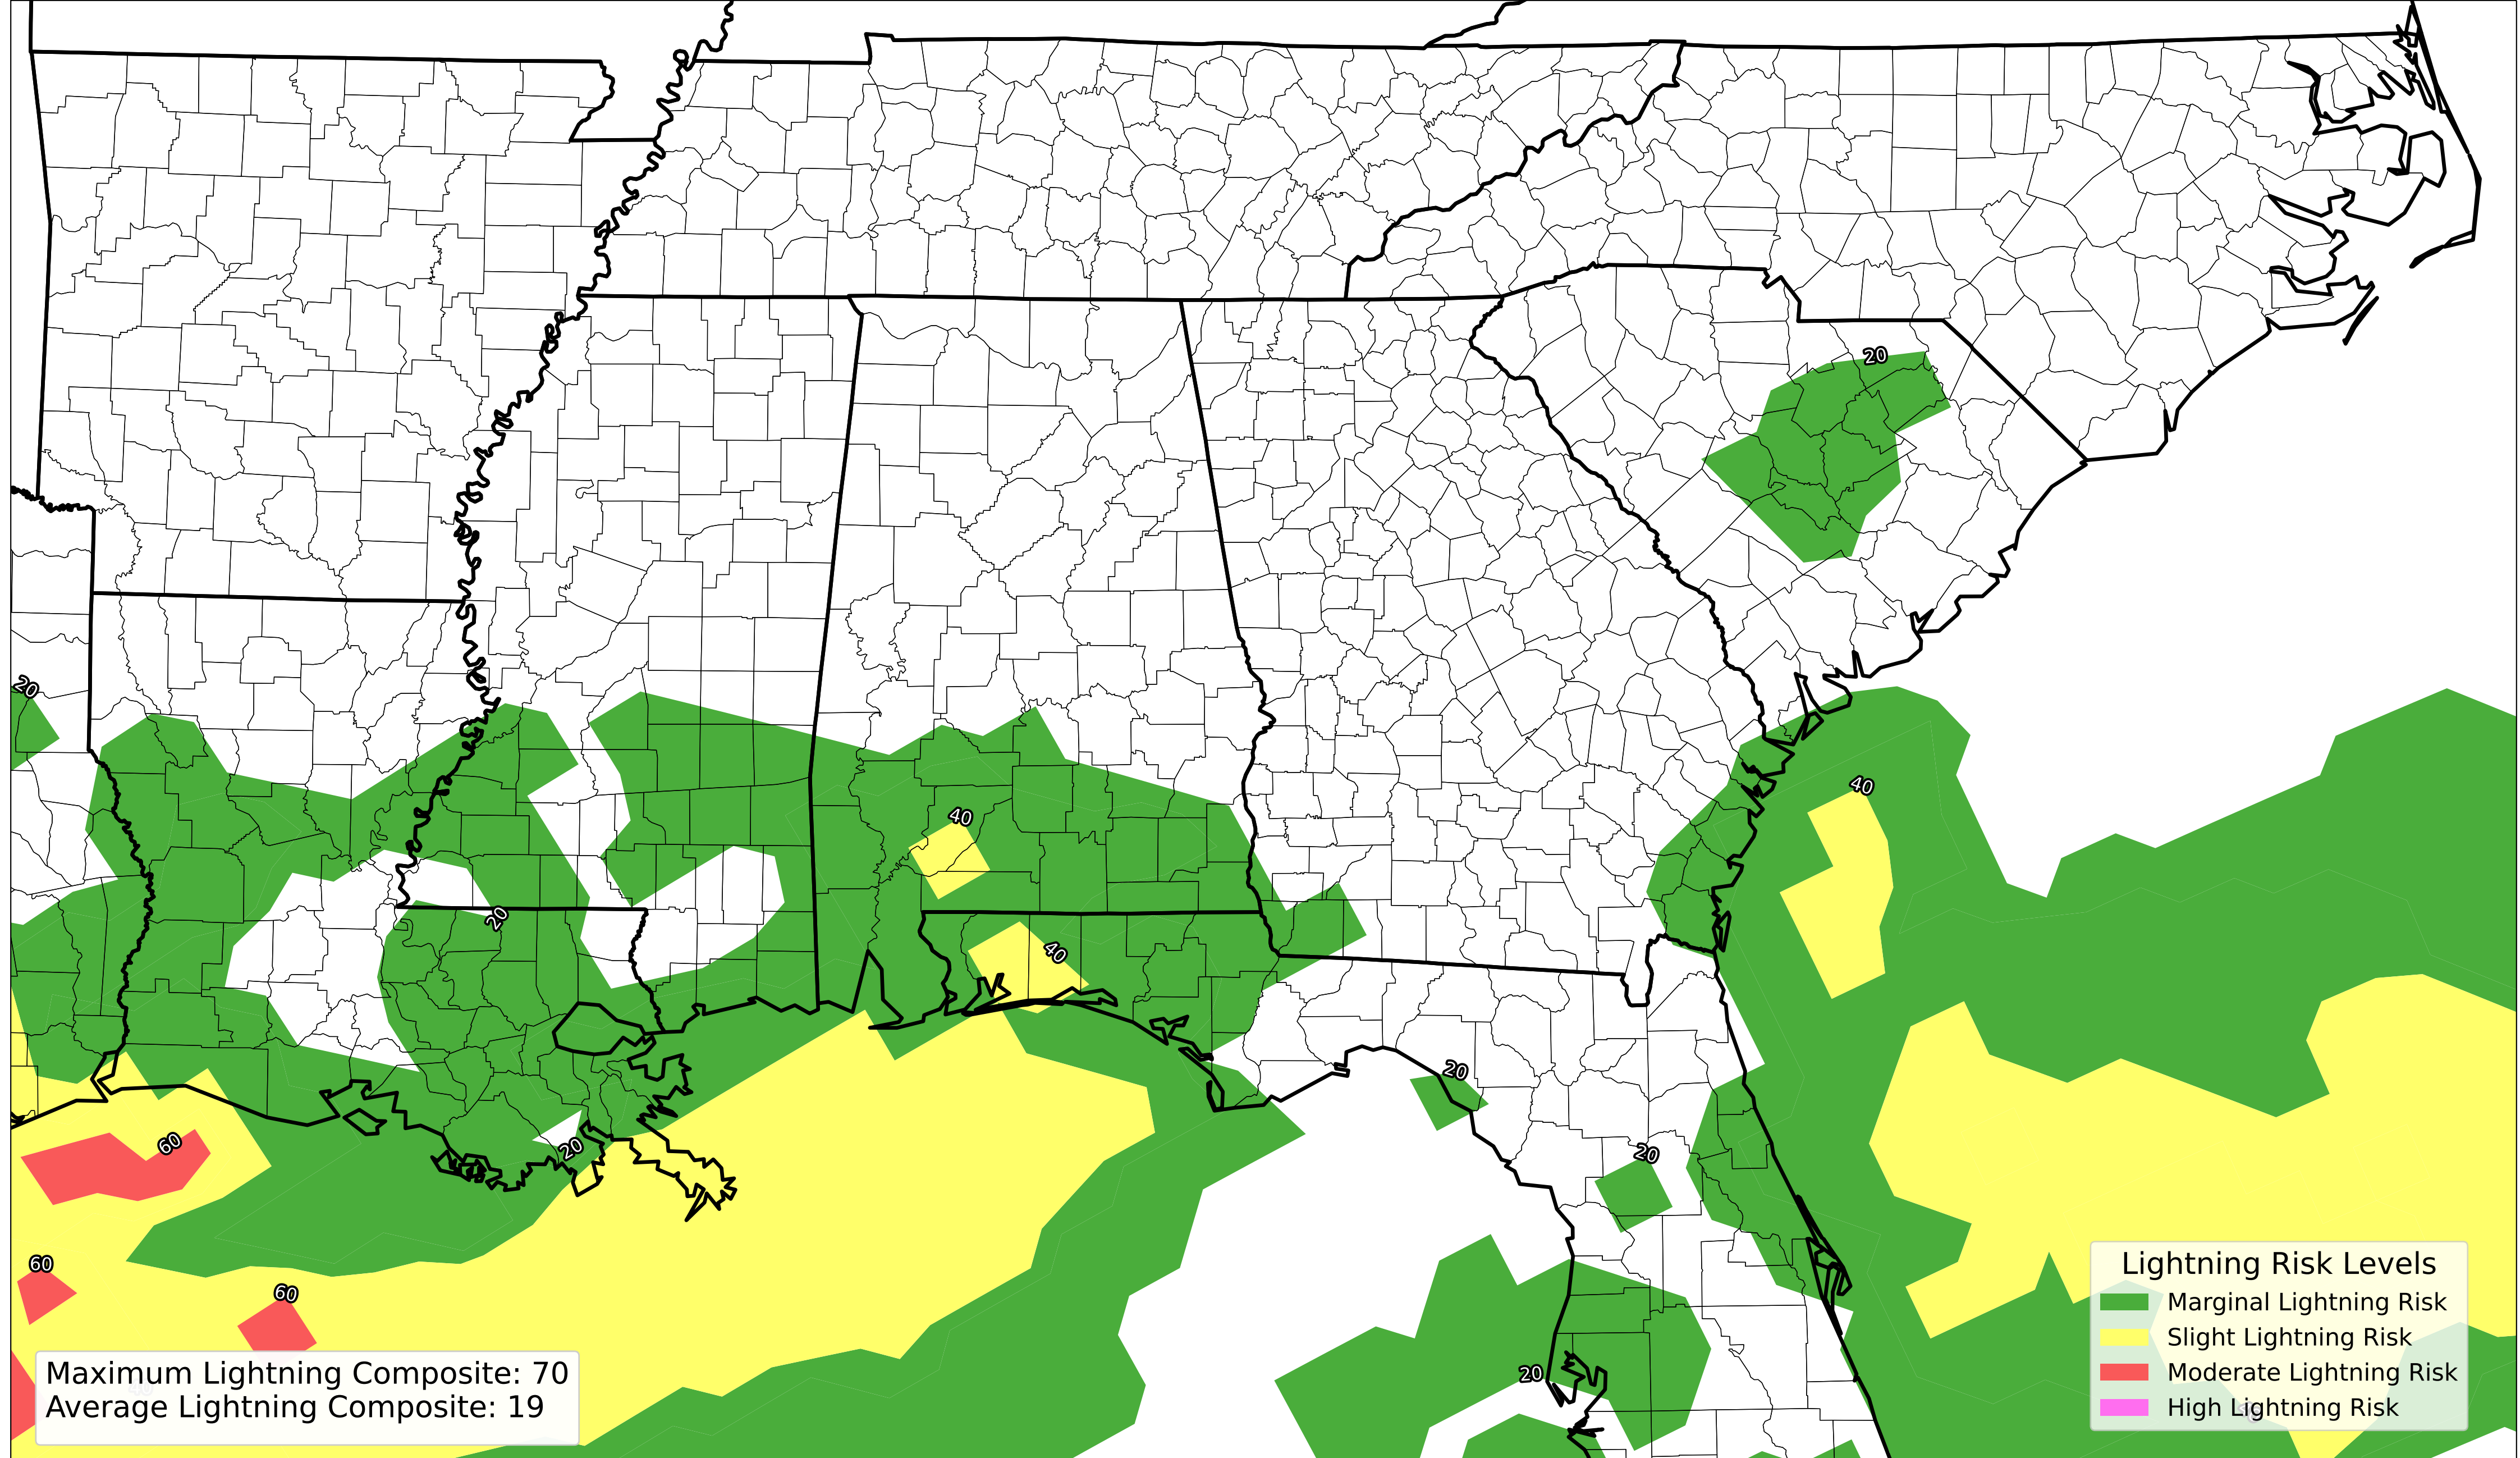 20
20
40
40
20
40
20
60
20
20
60
60
20
Lightning Risk Levels
Marginal Lightning Risk
Slight Lightning Risk
Moderate Lightning Risk
High Lightning Risk
Maximum Lightning Composite: 70
Average Lightning Composite: 19